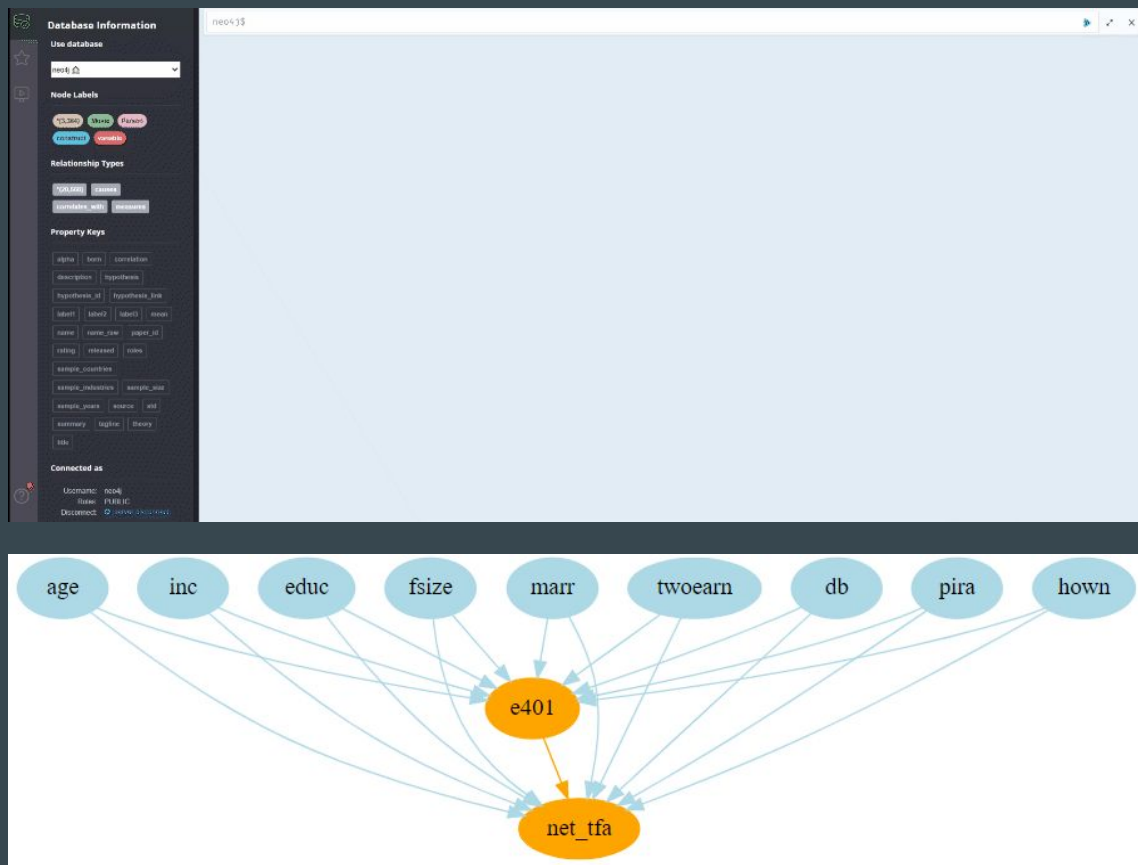 Database Information
neo4j$
Use database
neo4j
Node Labels
Movie Person
construct variable
Relationship Types
causes
correlates_with measures
Property Keys
alpha born correlation
description hypothesis
hypothesis_id hypothesis_link
label1 label2 label3 mean
name name_raw paper_id
rating released roles
sample_countries
sample_industries sample_size
sample_years source std
summary tagline theory
title
Connected as
Username: neo4j
Roles: PUBLIC
Disconnect:
age inc educ fsize marr twoearn db pira hown
e401
net_tfa